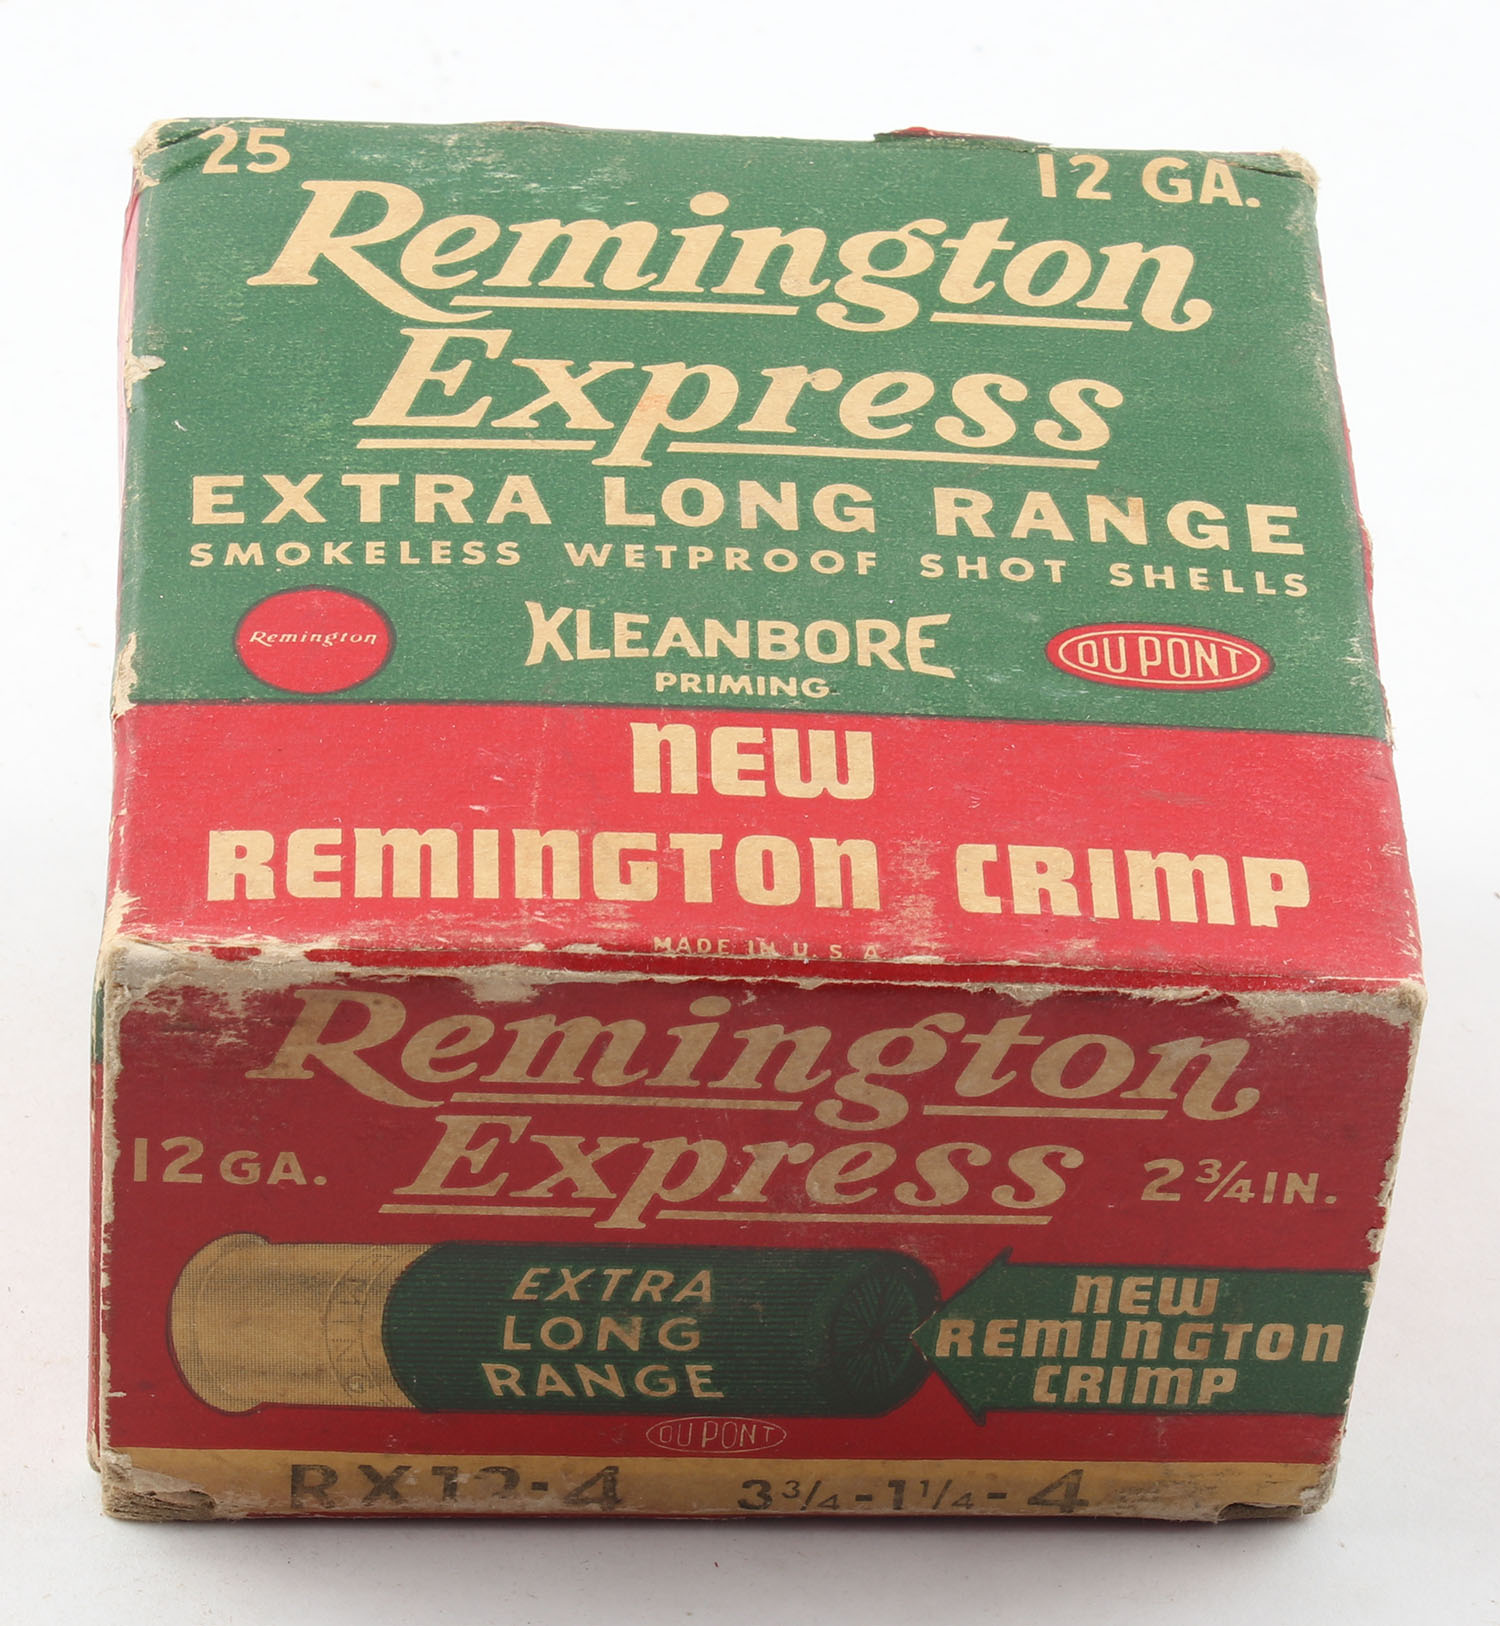 25 12 GA.
Remington
Express
EXTRA LONG RANGE
SMOKELESS WETPROOF SHOT SHELLS
Remington KLEANBORE DU PONT
PRIMING
NEW
REMINGTON CRIMP
MADE IN U.S.A
Remington
Express
12 GA. 2 3/4 IN.
EXTRA
LONG
RANGE
NEW
REMINGTON
CRIMP
DU PONT
RX12-4 3 3/4-1 1/4-4